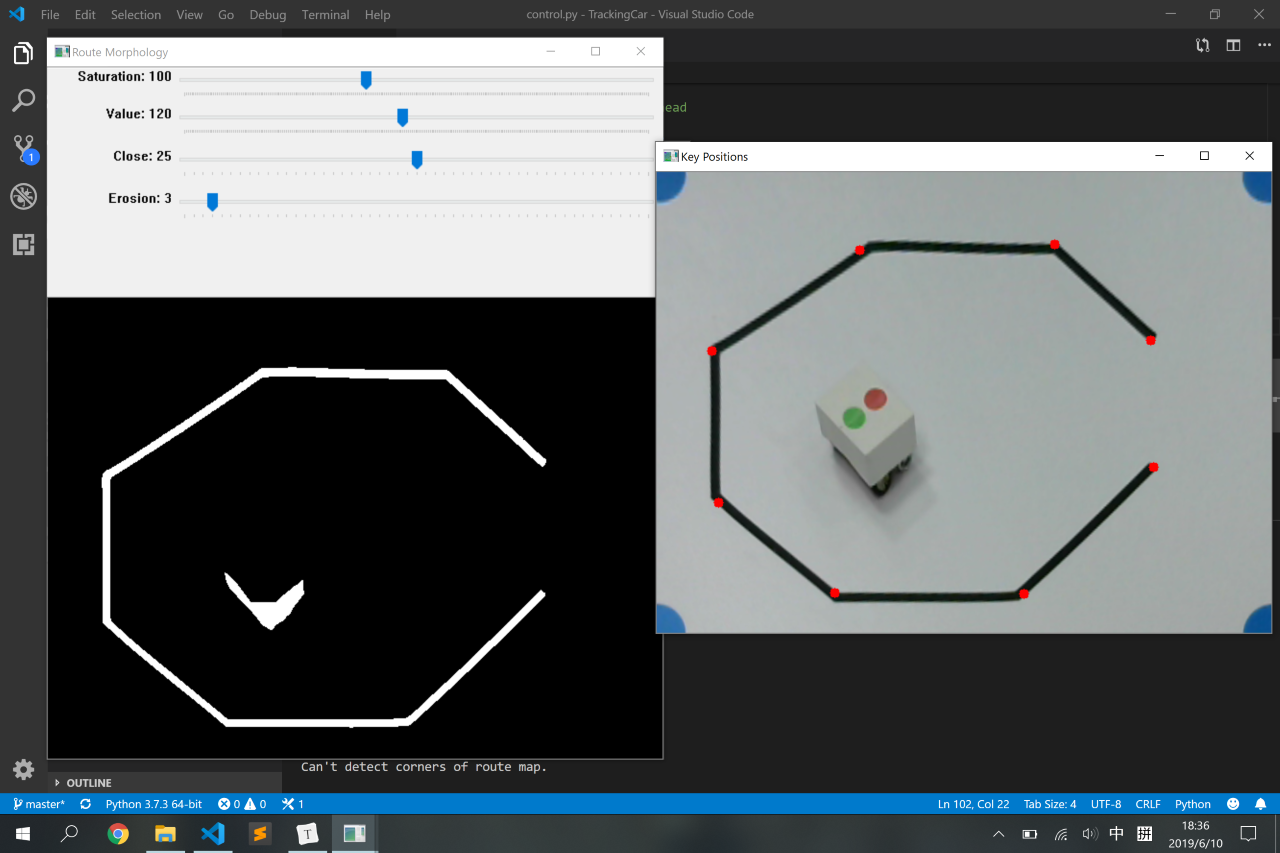 File Edit Selection View Go Debug Terminal Help
control.py - TrackingCar - Visual Studio Code
Route Morphology
Saturation: 100
Value: 120
Close: 25
Erosion: 3
ead
Key Positions
1
Can't detect corners of route map.
OUTLINE
master* Python 3.7.3 64-bit 0 0 1
Ln 102, Col 22 Tab Size: 4 UTF-8 CRLF Python
T
中 拼
18:36
2019/6/10